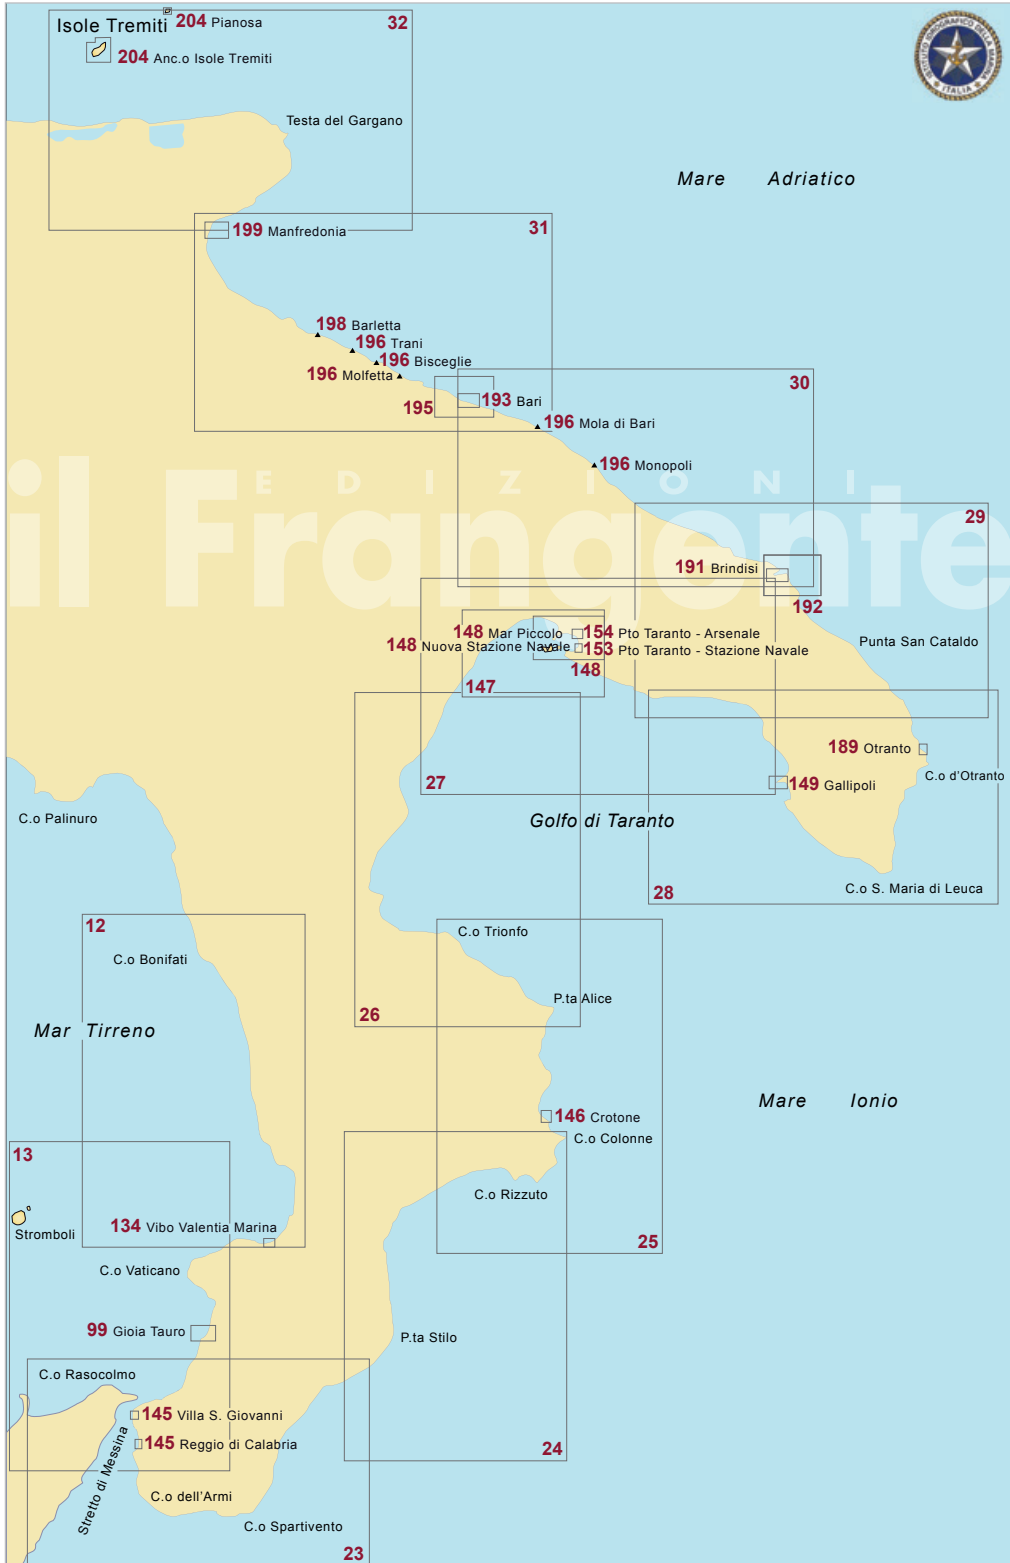 Isole Tremiti
204 Pianosa
32
204 Anc.o Isole Tremiti
ISTITUTO IDROGRAFICO DELLA MARINA
ITALIA
Testa del Gargano
Mare Adriatico
199 Manfredonia
31
198 Barletta
196 Trani
196 Bisceglie
196 Molfetta
30
195
193 Bari
196 Mola di Bari
196 Monopoli
EDIZIONI
il Frangente
29
191 Brindisi
192
148 Mar Piccolo
154 Pto Taranto - Arsenale
148 Nuova Stazione Navale
153 Pto Taranto - Stazione Navale
148
147
Punta San Cataldo
189 Otranto
C.o d'Otranto
27
149 Gallipoli
C.o Palinuro
Golfo di Taranto
28
C.o S. Maria di Leuca
12
C.o Trionfo
C.o Bonifati
P.ta Alice
26
Mar Tirreno
Mare Ionio
146 Crotone
C.o Colonne
13
C.o Rizzuto
Stromboli
134 Vibo Valentia Marina
25
C.o Vaticano
99 Gioia Tauro
P.ta Stilo
C.o Rasocolmo
145 Villa S. Giovanni
145 Reggio di Calabria
24
Stretto di Messina
C.o dell'Armi
C.o Spartivento
23